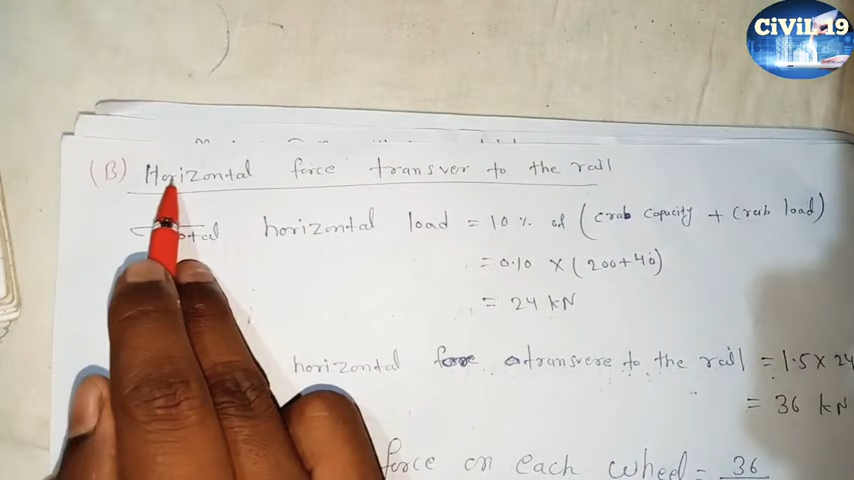 CiViL 19
(B) Horizontal force transver to the rail
Total horizontal load = 10 % of (crab capacity + Crab load)
= 0.10 × (200+40)
= 24 kN
horizontal force transvere to the rail = 1.5 × 24
= 36 kN
force on each wheel = 36